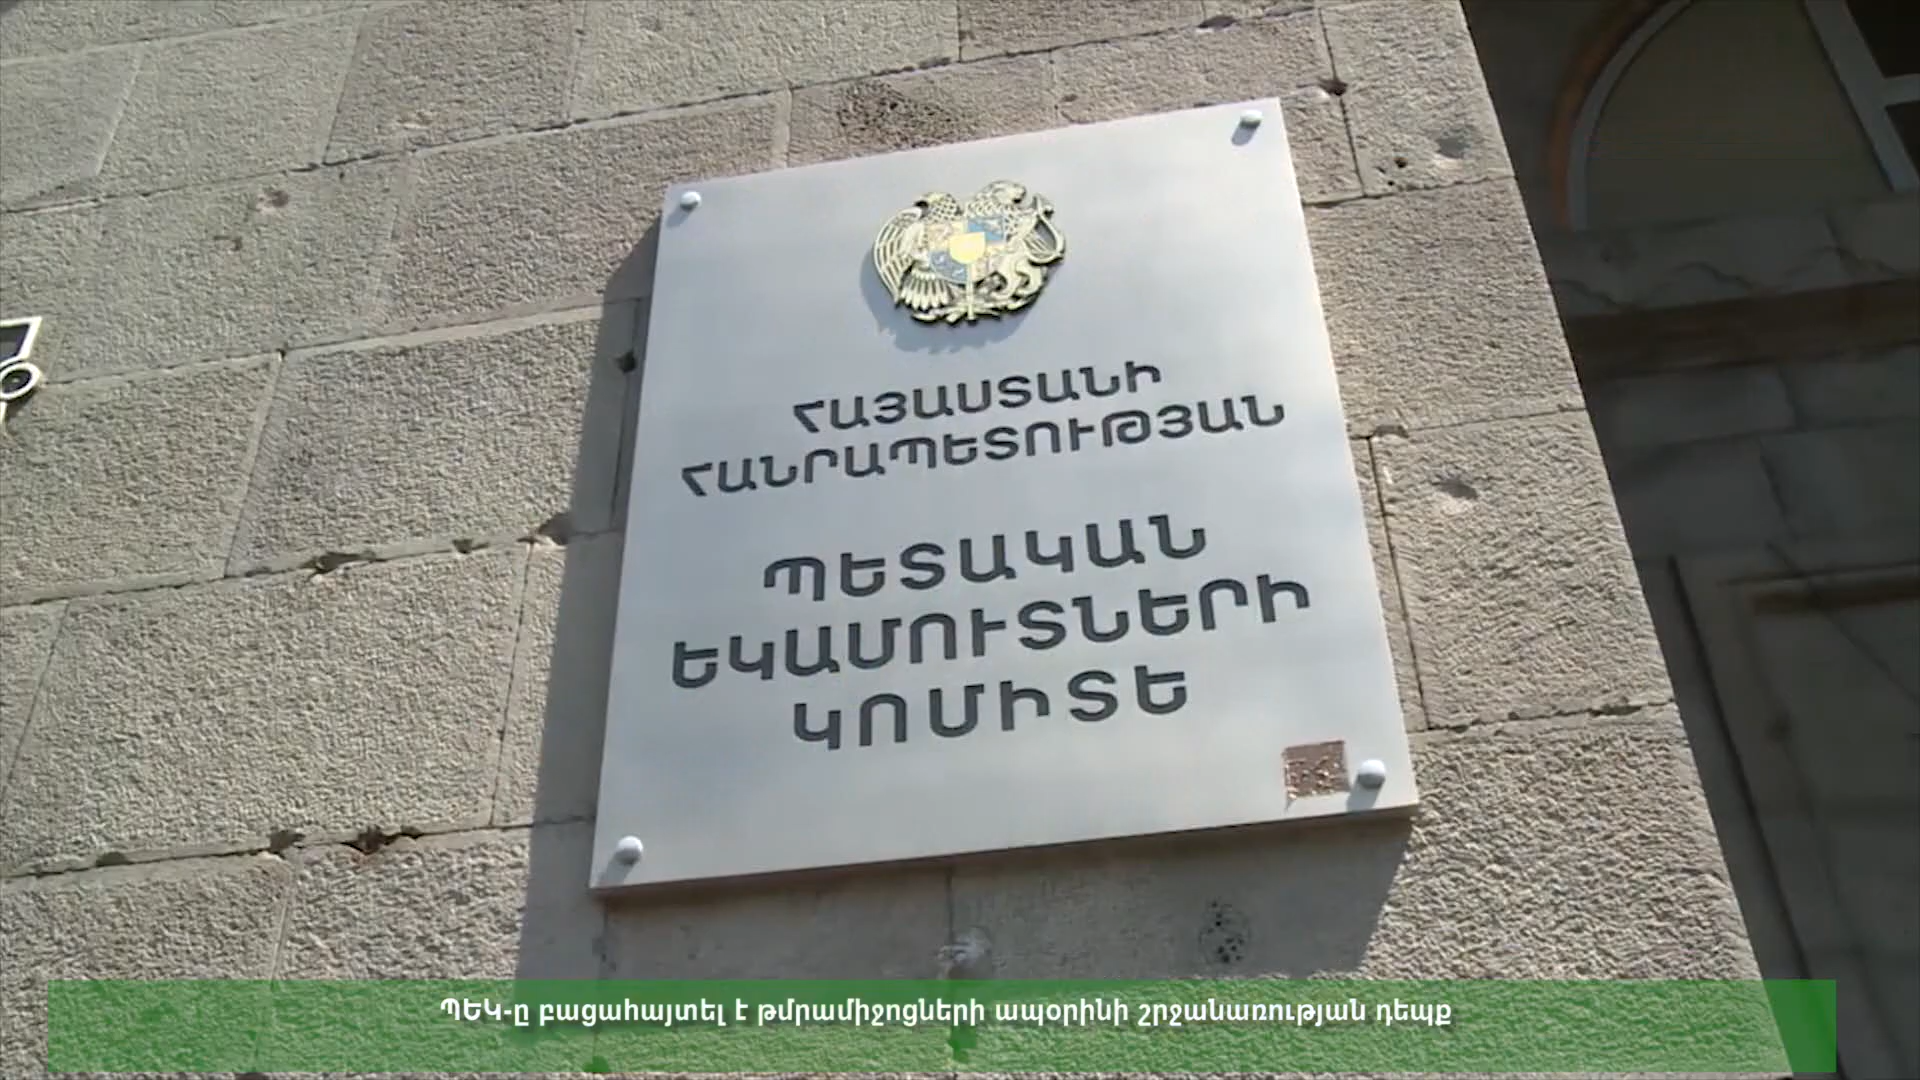 ՀԱՅԱՍՏԱՆԻ
ՀԱՆՐԱՊԵՏՈՒԹՅԱՆ
ՊԵՏԱԿԱՆ
ԵԿԱՄՈՒՏՆԵՐԻ
ԿՈՄԻՏԵ
ՊԵԿ-ը բացահայտել է թմրամիջոցների ապօրինի շրջանառության դեպք